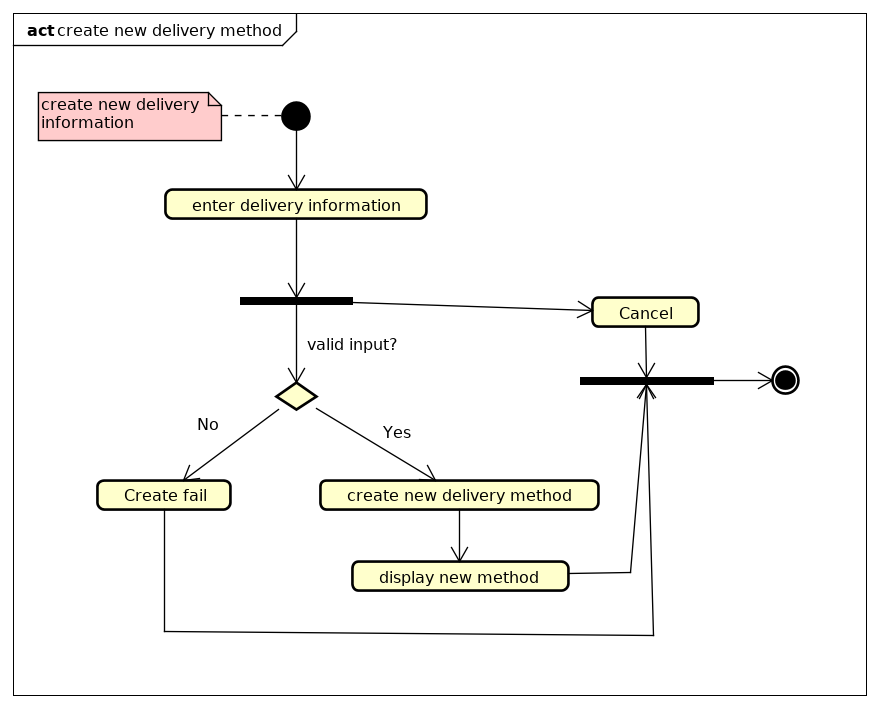 act create new delivery method
create new delivery
information
enter delivery information
Cancel
valid input?
No
Yes
Create fail
create new delivery method
display new method